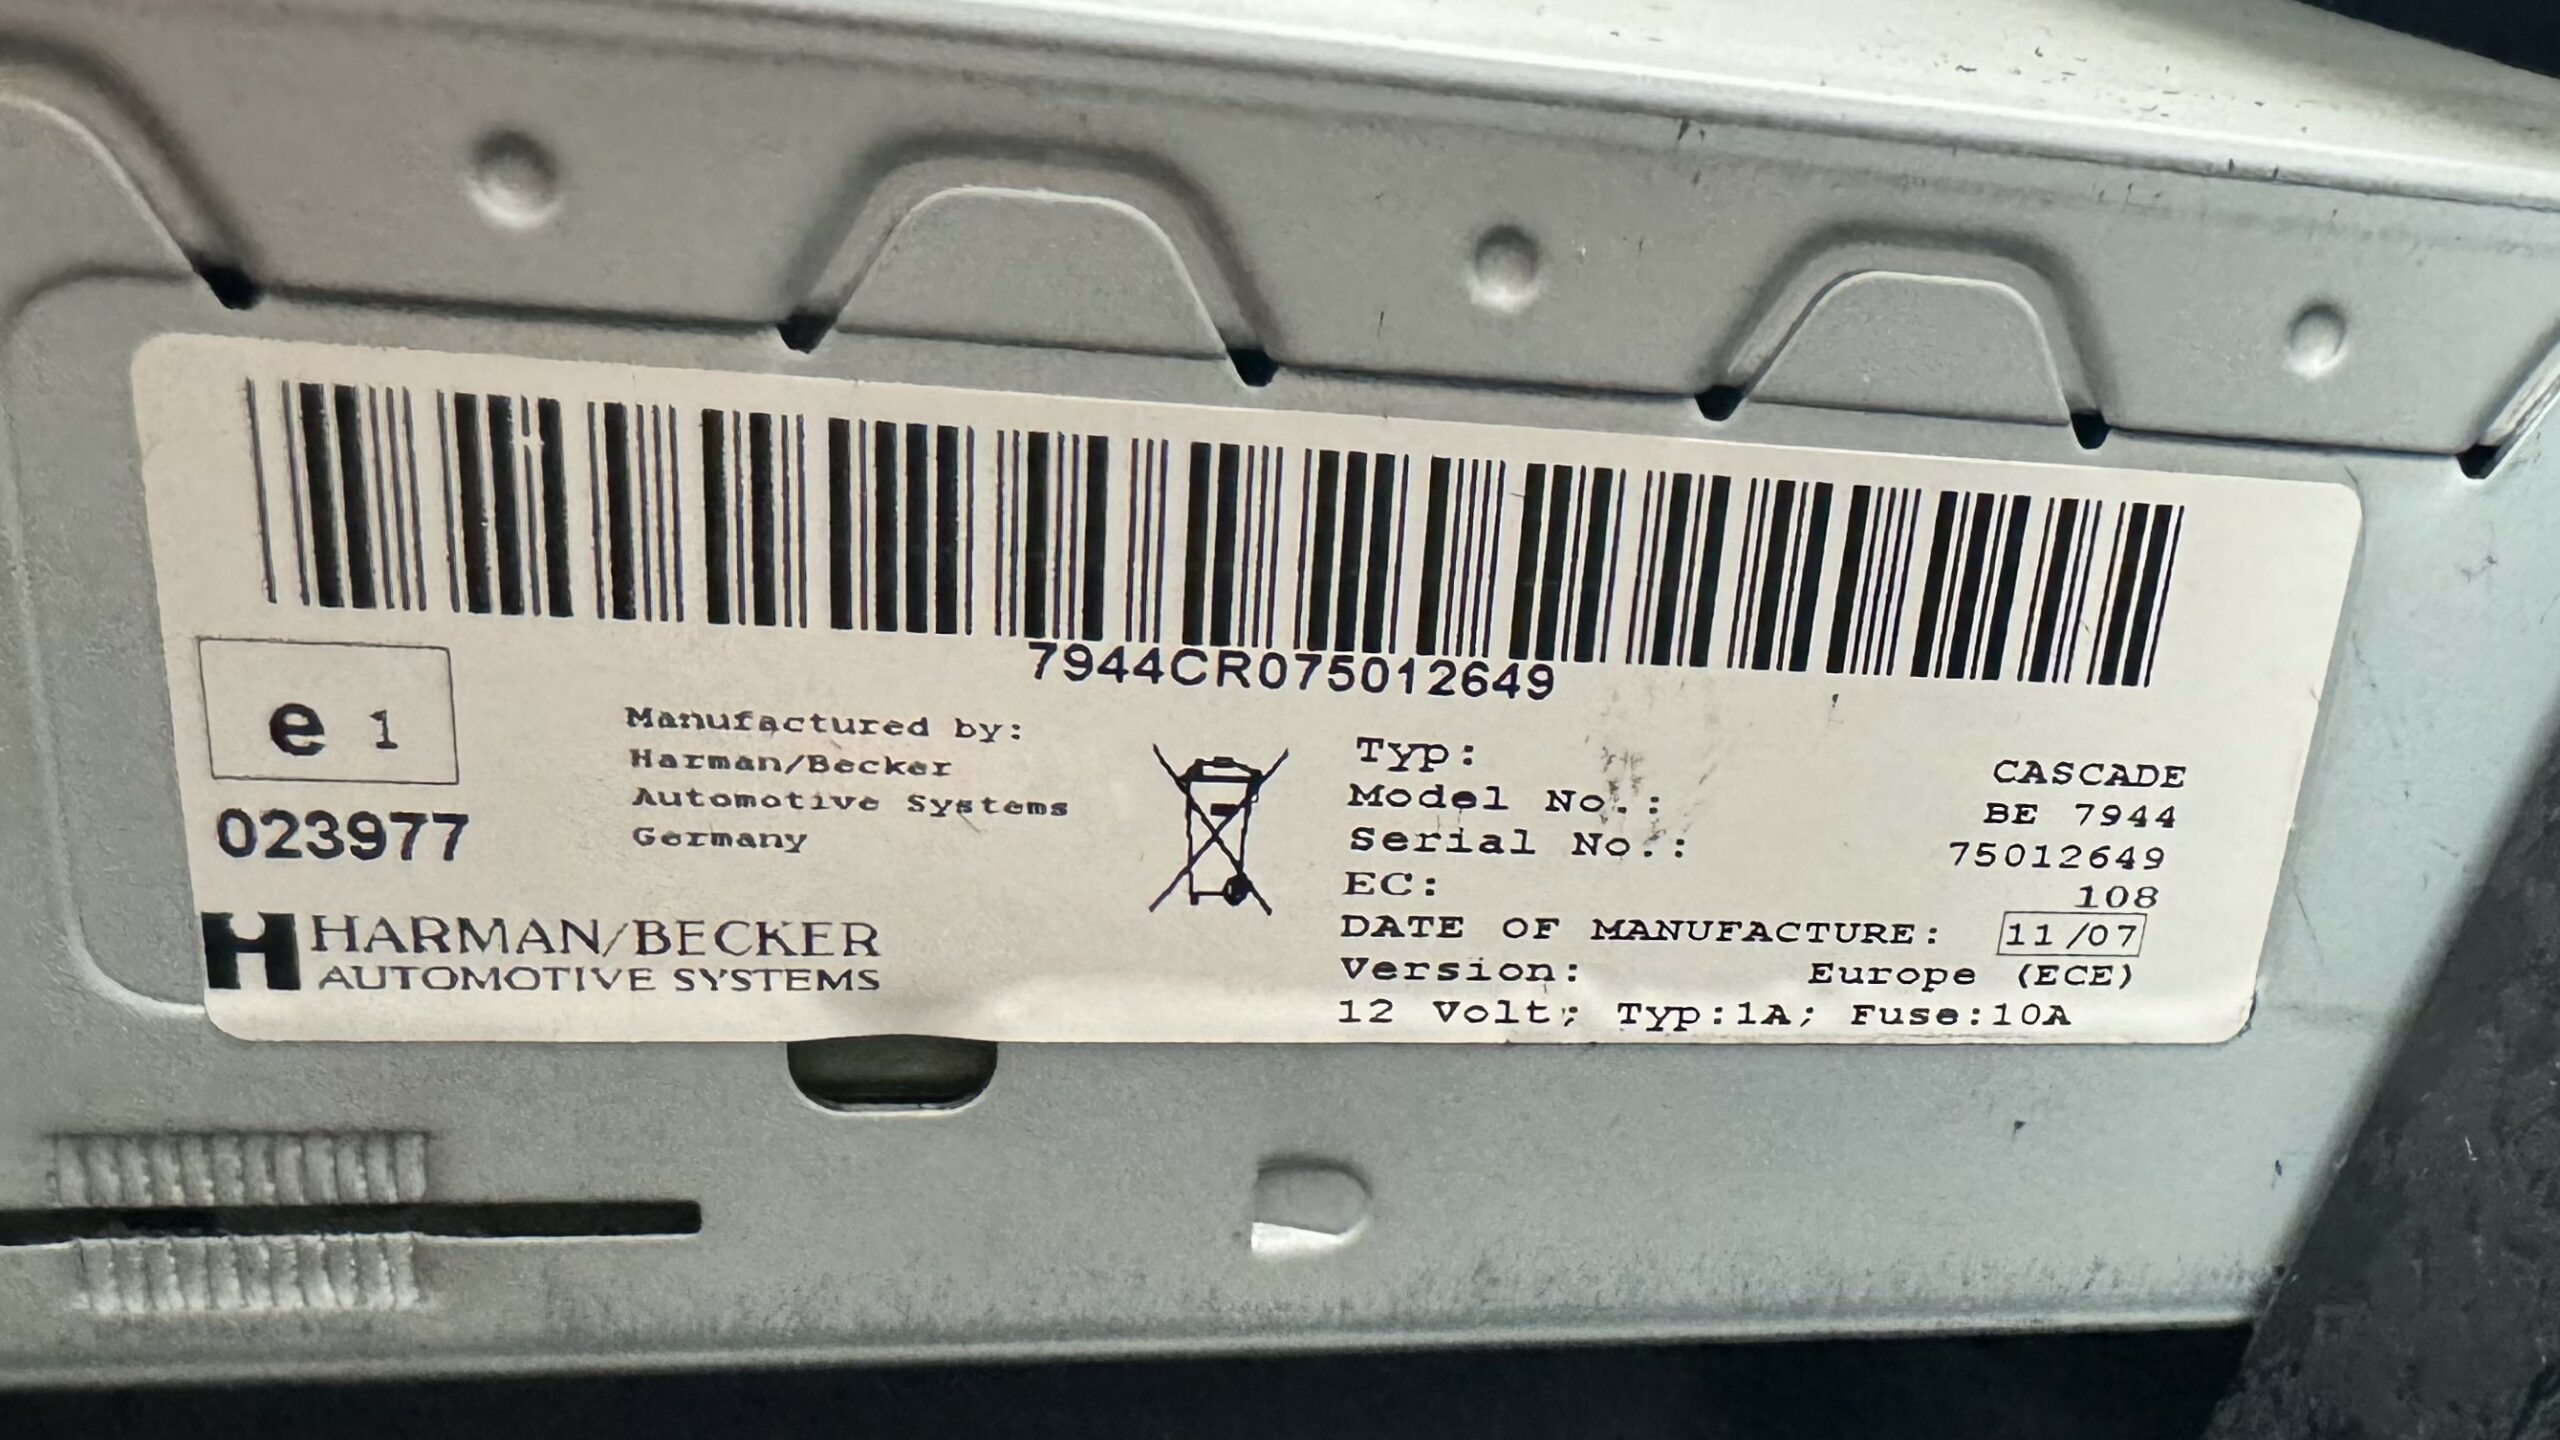 7944CR075012649
e 1
023977
Manufactured by:
Harman/Becker
Automotive Systems
Germany
HARMAN/BECKER
AUTOMOTIVE SYSTEMS
Typ: CASCADE
Model No.: BE 7944
Serial No.: 75012649
EC: 108
DATE OF MANUFACTURE: 11/07
Version: Europe (ECE)
12 Volt; Typ:1A; Fuse:10A